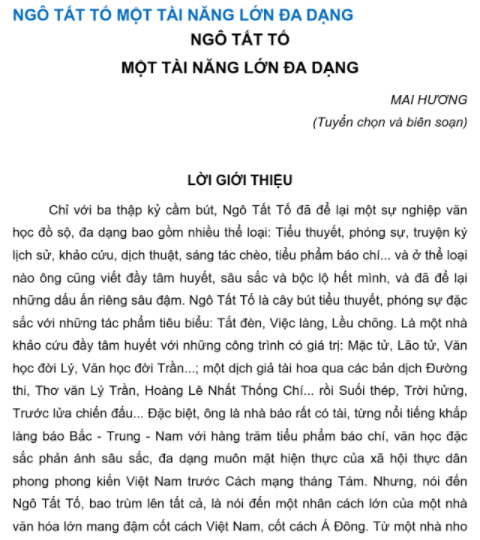 NGÔ TẤT TỐ MỘT TÀI NĂNG LỚN ĐA DẠNG
NGÔ TẤT TỐ
MỘT TÀI NĂNG LỚN ĐA DẠNG
MAI HƯƠNG
(Tuyển chọn và biên soạn)
LỜI GIỚI THIỆU
Chỉ với ba thập kỷ cầm bút, Ngô Tất Tố đã để lại một sự nghiệp văn
học đồ sộ, đa dạng bao gồm nhiều thể loại: Tiểu thuyết, phóng sự, truyện ký
lịch sử, khảo cứu, dịch thuật, sáng tác chèo, tiểu phẩm báo chí... và ở thể loại
nào ông cũng viết đầy tâm huyết, sâu sắc và bộc lộ hết mình, và đã để lại
những dấu ấn riêng sâu đậm. Ngô Tất Tố là cây bút tiểu thuyết, phóng sự đặc
sắc với những tác phẩm tiêu biểu: Tất đèn, Việc làng, Lều chõng. Là một nhà
khảo cứu đầy tâm huyết với những công trình có giá trị: Mặc tử, Lão tử, Văn
học đời Lý, Văn học đời Trần...; một dịch giả tài hoa qua các bản dịch Đường
thi, Thơ văn Lý Trần, Hoàng Lê Nhất Thống Chí... rồi Suối thép, Trời hửng,
Trước lửa chiến đấu... Đặc biệt, ông là nhà báo rất có tài, từng nổi tiếng khắp
làng báo Bắc - Trung - Nam với hàng trăm tiểu phẩm báo chí, văn học đặc
sắc phản ánh sâu sắc, đa dạng muôn mặt hiện thực của xã hội thực dân
phong phong kiến Việt Nam trước Cách mạng tháng Tám. Nhưng, nói đến
Ngô Tất Tố, bao trùm lên tất cả, là nói đến một nhân cách lớn của một nhà
văn hóa lớn mang đậm cốt cách Việt Nam, cốt cách Á Đông. Từ một nhà nho